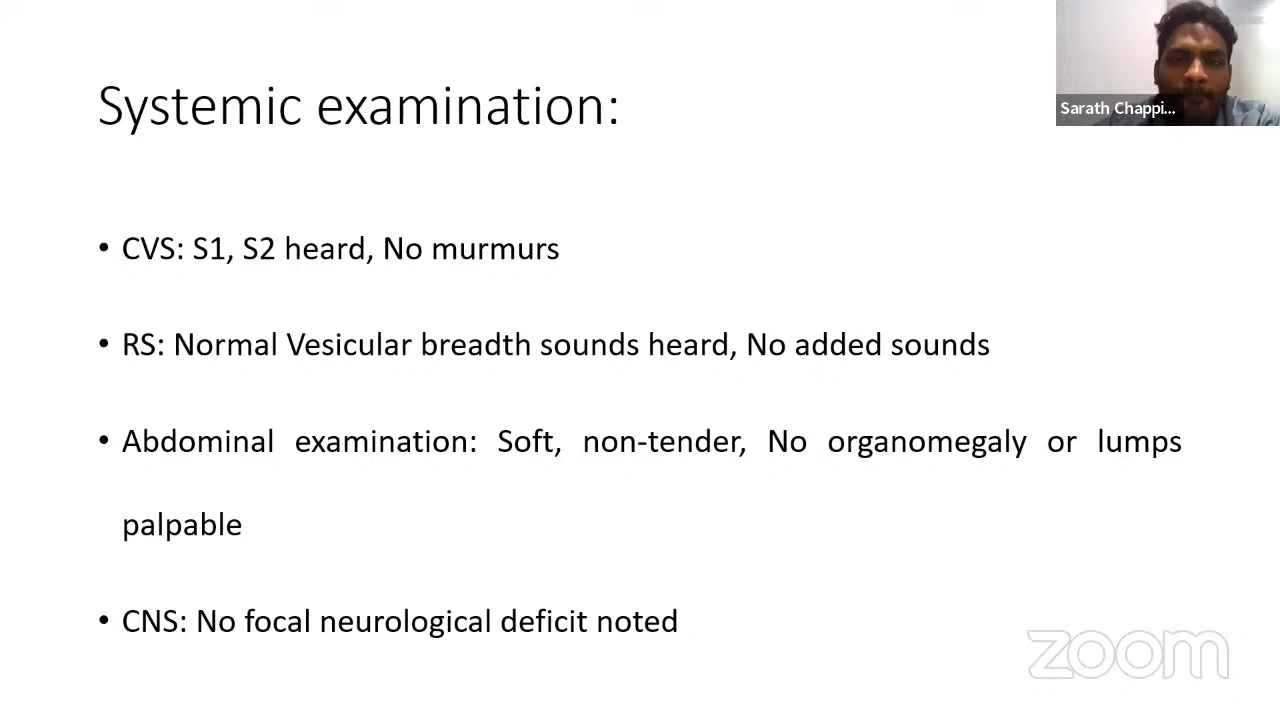 Systemic examination:
Sarath Chappi...
• CVS: S1, S2 heard, No murmurs
• RS: Normal Vesicular breadth sounds heard, No added sounds
• Abdominal examination: Soft, non-tender, No organomegaly or lumps
palpable
• CNS: No focal neurological deficit noted
zoom